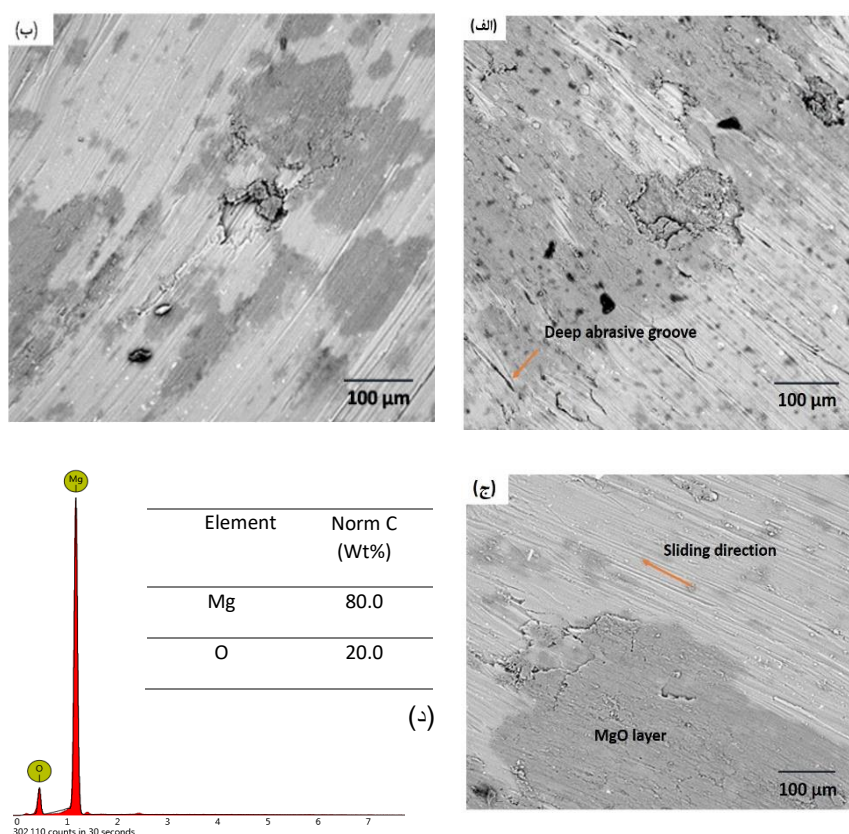 (الف)
Deep abrasive groove
100 µm
(ب)
100 µm
(ج)
Sliding direction
MgO layer
100 µm
Mg
O
Element Norm C
(Wt%)
Mg 80.0
O 20.0
(د)
0 1 2 3 4 5 6 7
302,110 counts in 30 seconds